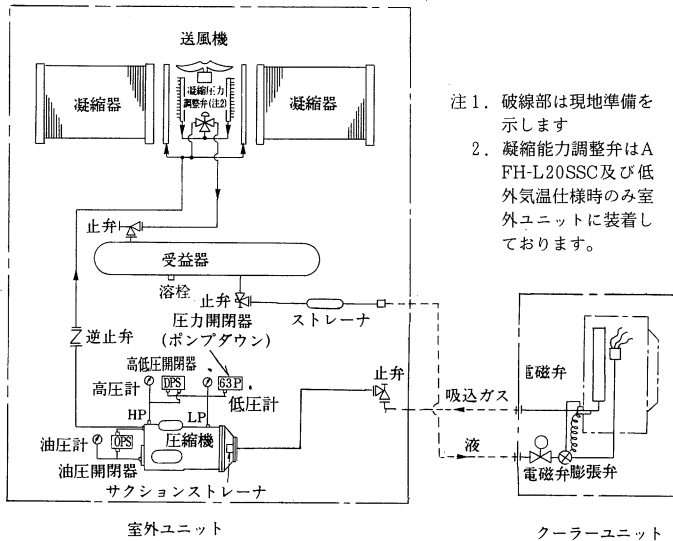 送風機
凝縮器
凝縮圧力
調整弁(注2)
凝縮器
注1. 破線部は現地準備を
示します
2. 凝縮能力調整弁はA
FH-L20SSC及び低
外気温仕様時のみ室
外ユニットに装着し
ております。
止弁
受益器
溶栓
止弁
ストレーナ
圧力開閉器
(ポンプダウン)
逆止弁
高低圧開閉器
高圧計
DPS
63P
低圧計
HP
LP
油圧計
OPS
圧縮機
油圧開閉器
サクションストレーナ
止弁
吸込ガス
液
電磁弁
電磁弁
膨張弁
室外ユニット
クーラーユニット